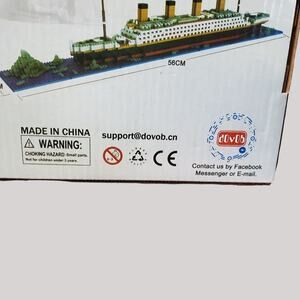 56CM
MADE IN CHINA
support@dovob.cn
WARNING:
CHOKING HAZARD Small parts.
Not for children under 3 years.
CE
dovob
Contact us by Facebook
Messenger or E-mail.